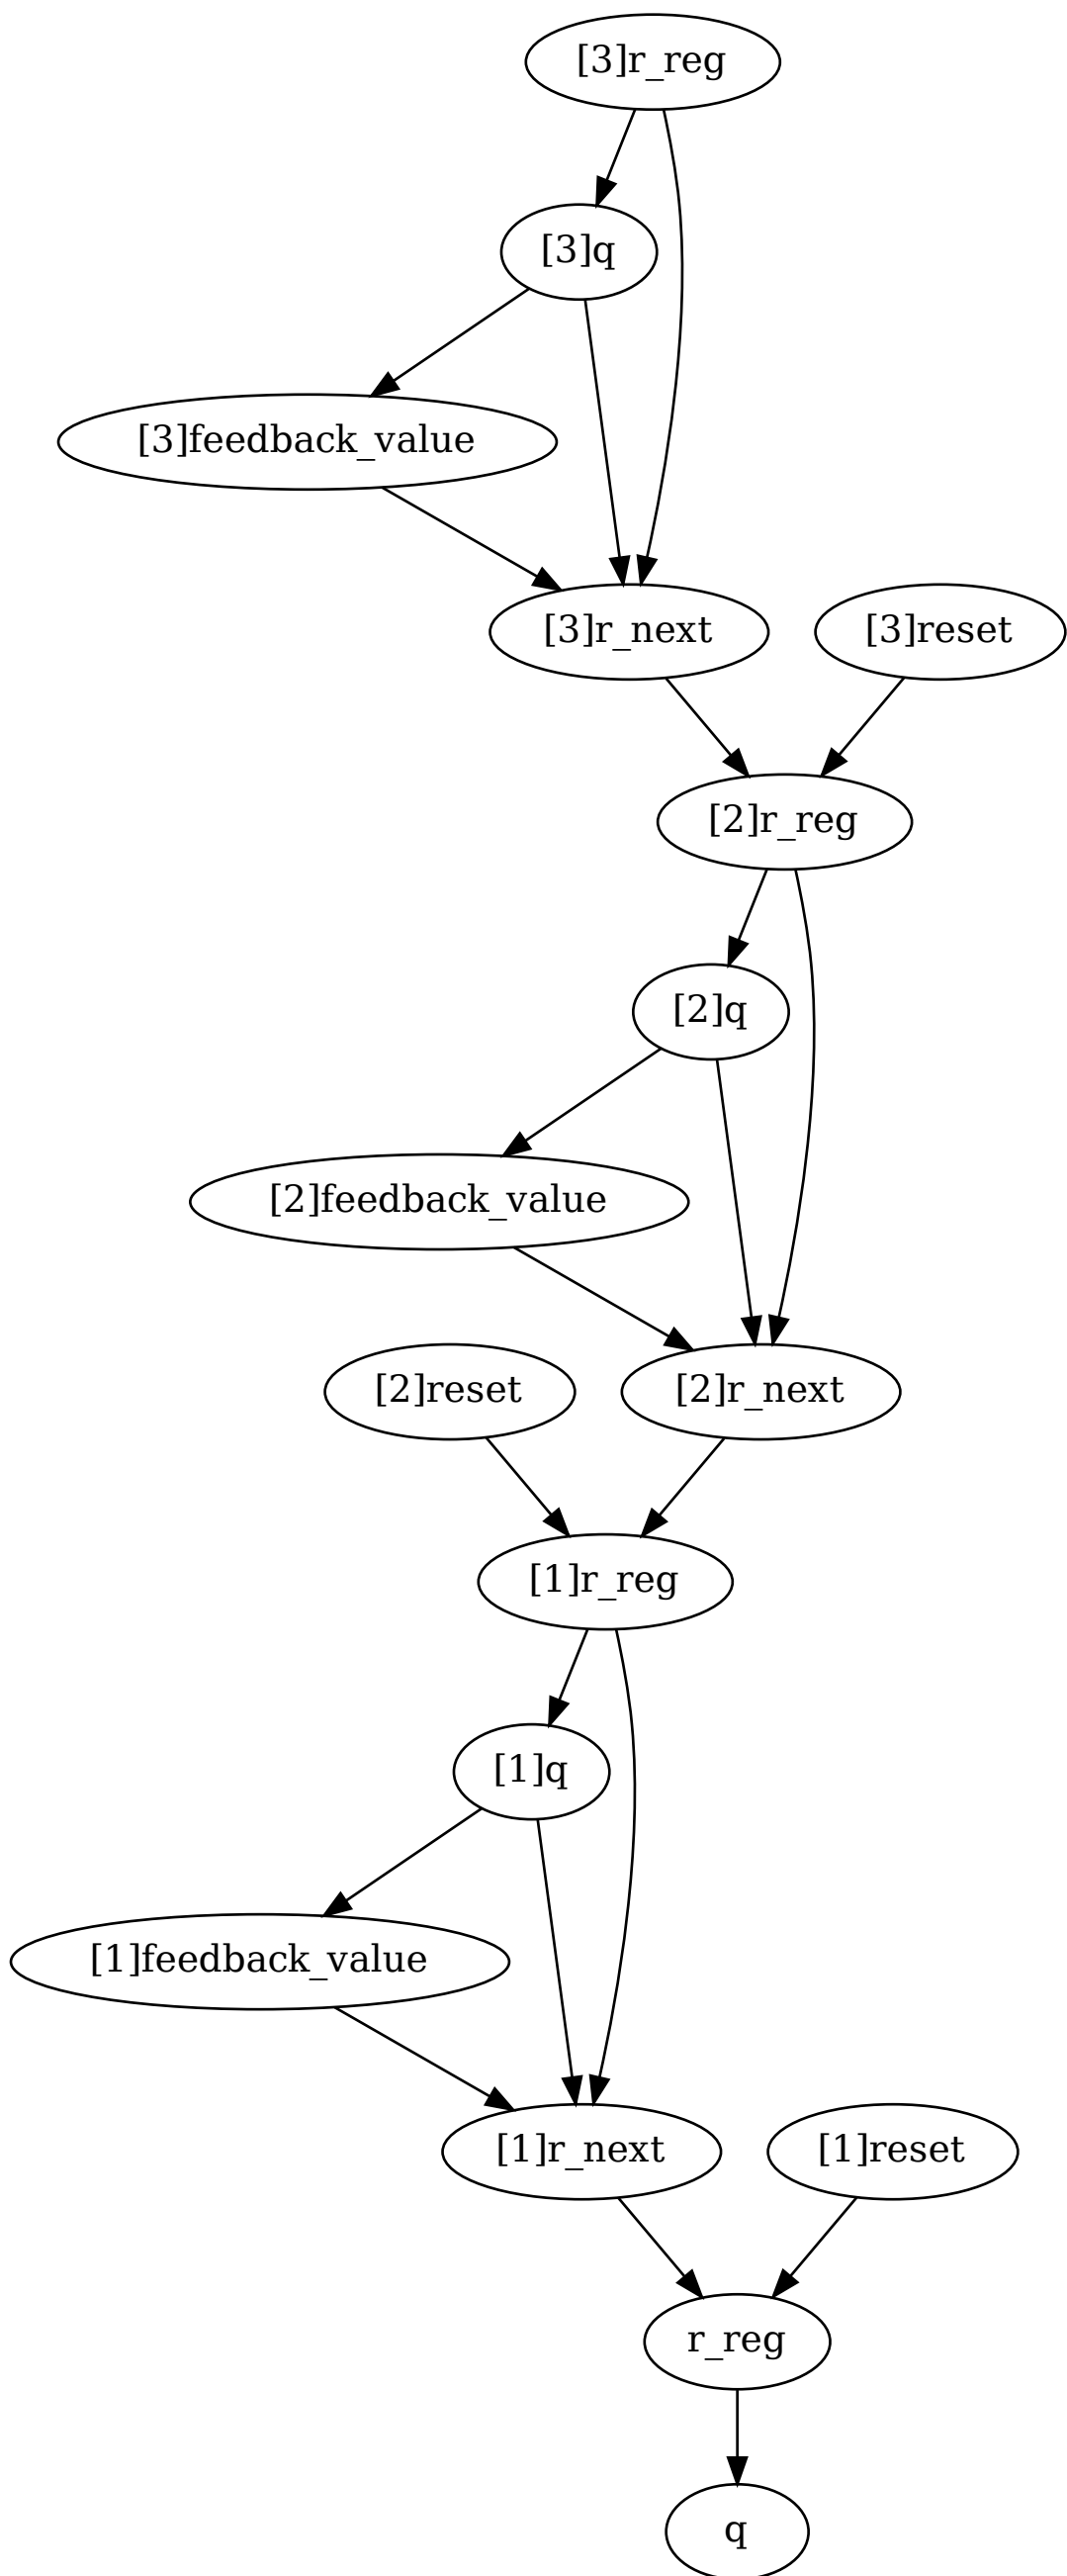 [3]r_reg
[3]q
[3]feedback_value
[3]r_next
[3]reset
[2]r_reg
[2]q
[2]feedback_value
[2]reset
[2]r_next
[1]r_reg
[1]q
[1]feedback_value
[1]r_next
[1]reset
r_reg
q